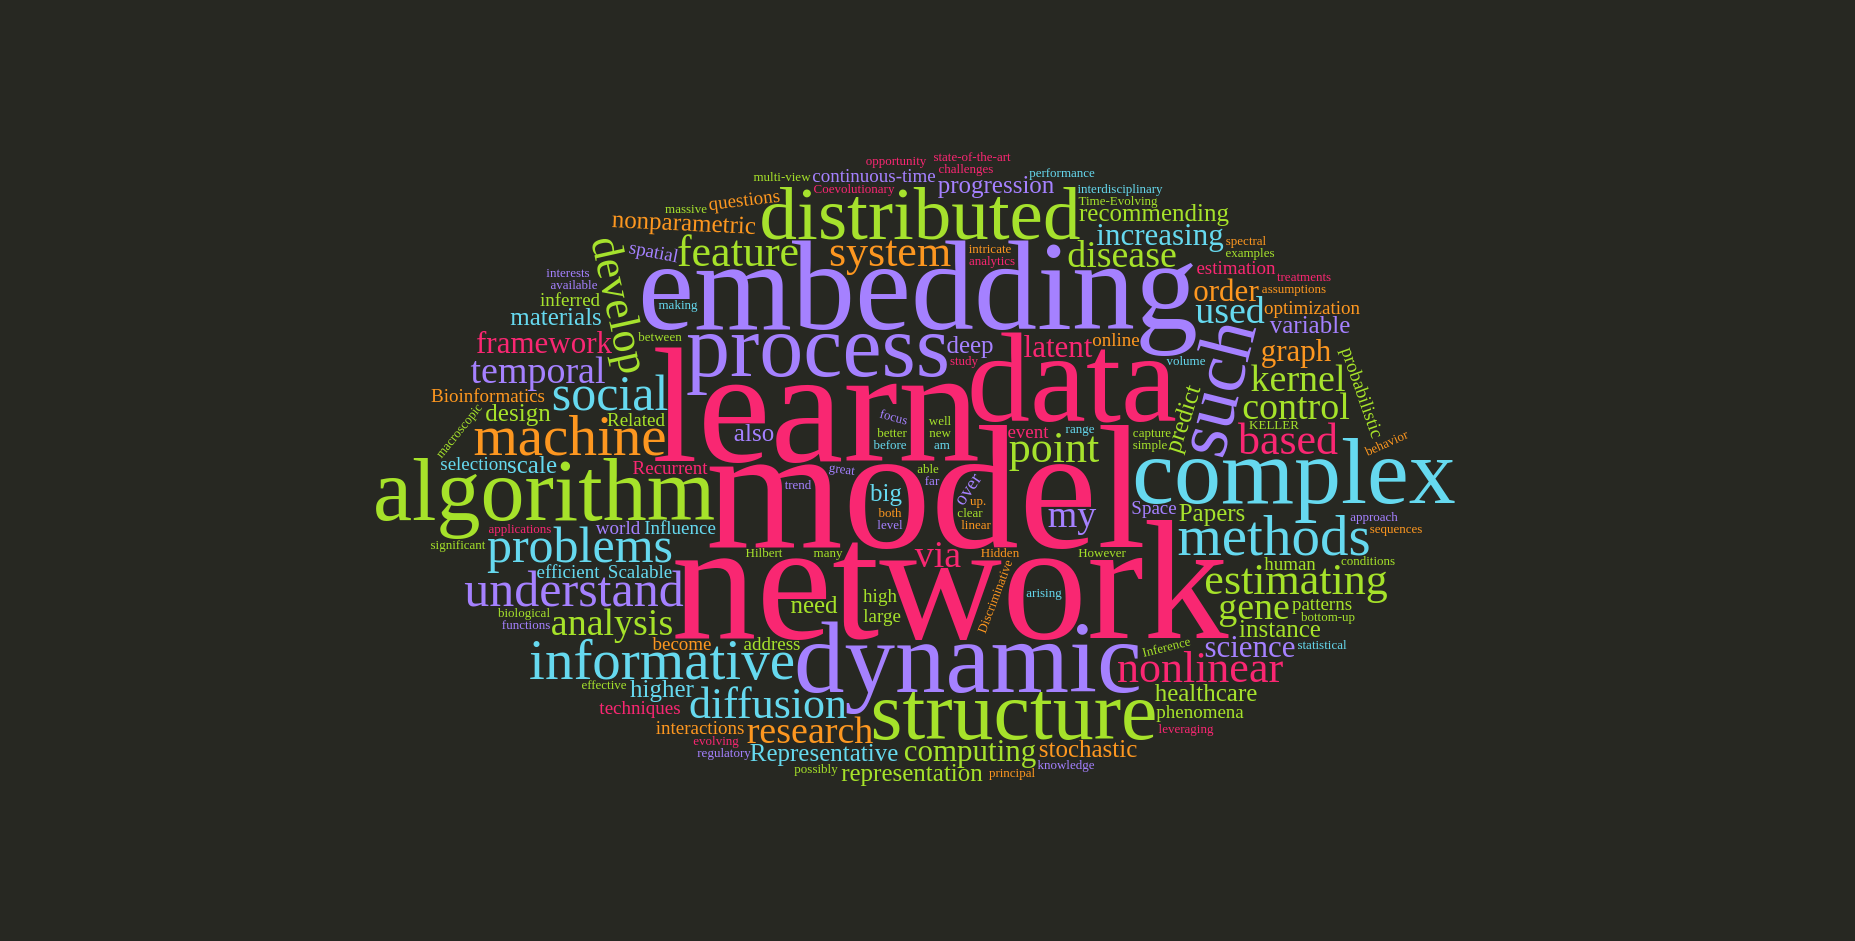 opportunity
state-of-the-art
challenges
multi-view
continuous-time
performance
Coevolutionary
progression
interdisciplinary
massive
questions
distributed
Time-Evolving
nonparametric
recommending
increasing
spectral
develop
spatial
feature
system
intricate
analytics
disease
examples
interests
available
embedding
estimation
treatments
inferred
making
order
assumptions
materials
used
optimization
framework
between
process
deep
study
latent
online
such
variable
volume
graph
probabilistic
temporal
learn
data
kernel
Bioinformatics
social
macroscopic
design
Related
focus
well
predict
control
machine
also
better
new
before
am
event
range
point
capture
simple
KELLER
based
behavior
selection
scale
Recurrent
great
able
far
trend
model
complex
algorithm
big
over
up.
both
clear
level
linear
my
Space
Papers
approach
sequences
applications
world
Influence
significant
problems
Hilbert
many
via
Hidden
However
methods
human
conditions
efficient
Scalable
understand
network
Discriminative
arising
estimating
need
high
large
gene
patterns
bottom-up
biological
functions
analysis
instance
become
address
Inference
science
statistical
informative
dynamic
nonlinear
effective
higher
diffusion
healthcare
techniques
structure
phenomena
interactions
research
leveraging
evolving
regulatory
Representative
computing
stochastic
possibly
representation
principal
knowledge